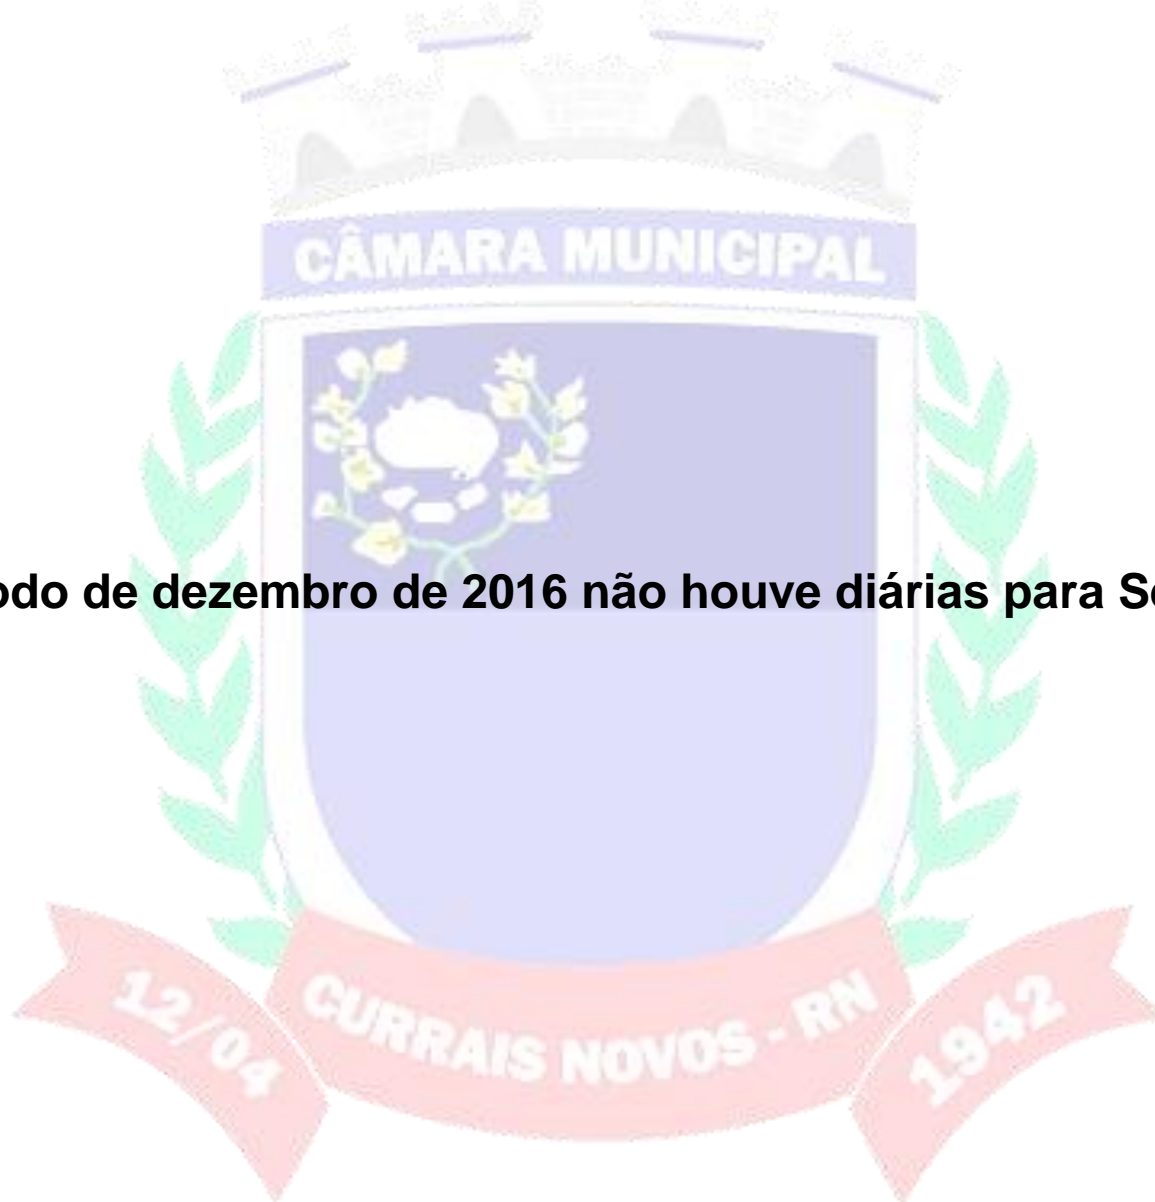 CÂMARA MUNICIPAL
odo de dezembro de 2016 não houve diárias para Se
12/04 CURRAIS NOVOS - RN 1942